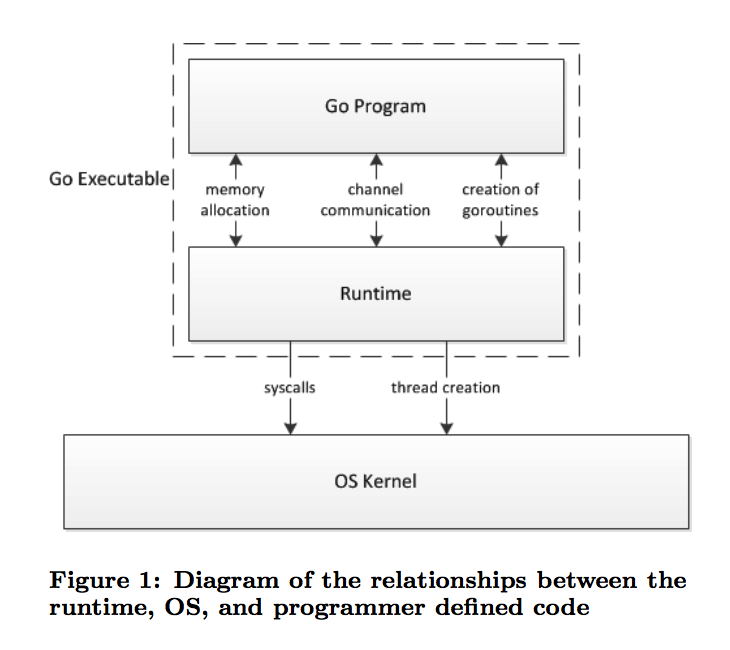 Go Program
Go Executable
memory
allocation
channel
communication
creation of
goroutines
Runtime
syscalls
thread creation
OS Kernel
Figure 1: Diagram of the relationships between the
runtime, OS, and programmer defined code